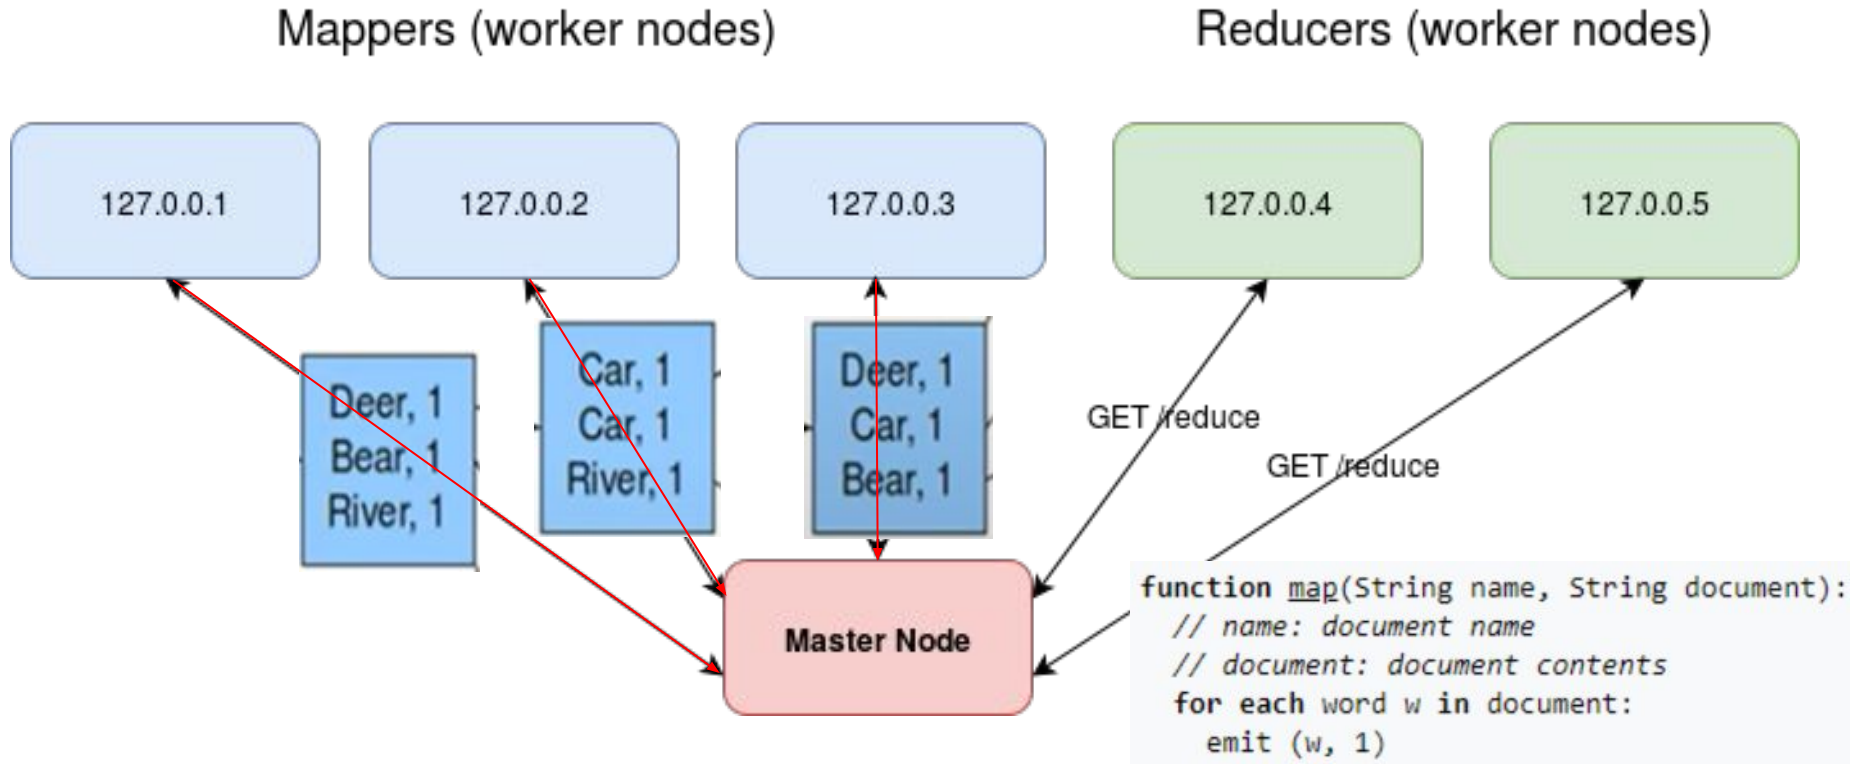 Mappers (worker nodes)
Reducers (worker nodes)
127.0.0.1
127.0.0.2
127.0.0.3
127.0.0.4
127.0.0.5
Deer, 1
Bear, 1
River, 1
Car, 1
Car, 1
River, 1
Deer, 1
Car, 1
Bear, 1
GET /reduce
GET /reduce
Master Node
function map(String name, String document):
// name: document name
// document: document contents
for each word w in document:
emit (w, 1)